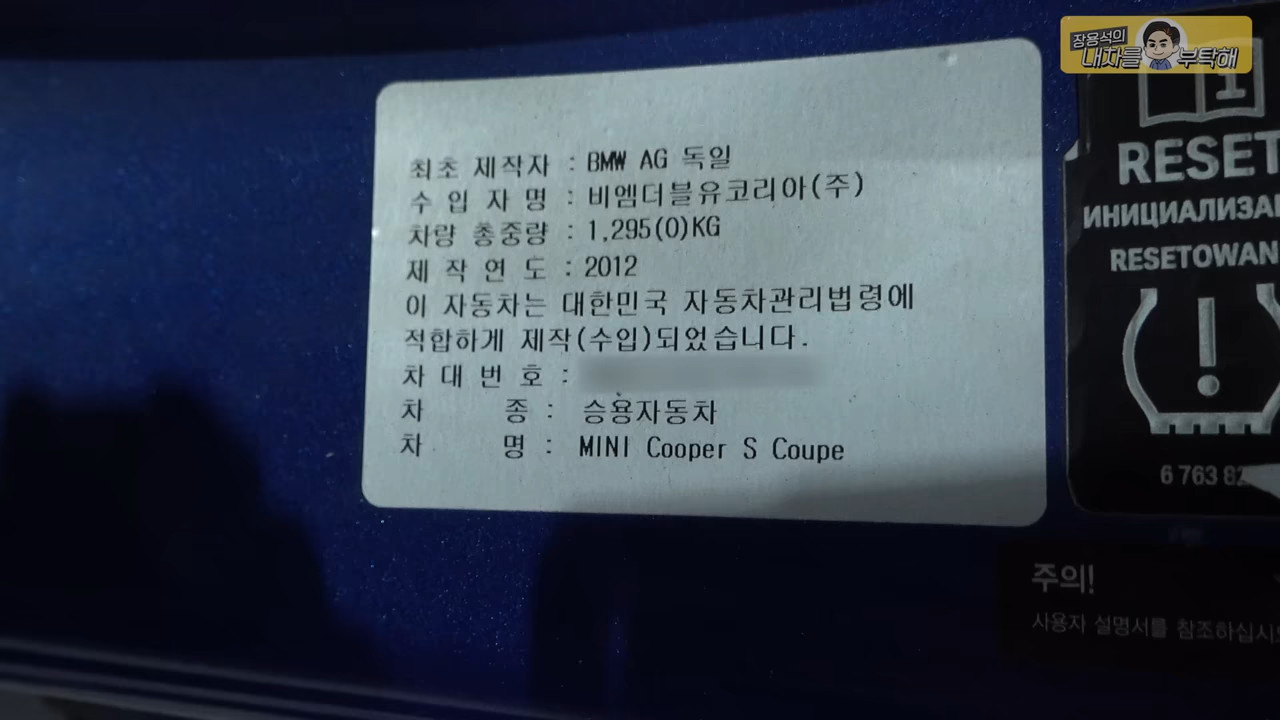 장용석의
내차를 부탁해
최초 제작자 : BMW AG 독일
수 입 자 명 : 비엠더블유코리아(주)
차량 총중량 : 1,295(0)KG
제 작 연 도 : 2012
이 자동차는 대한민국 자동차관리법령에
적합하게 제작(수입)되었습니다.
차 대 번 호 :
차 종 : 승용자동차
차 명 : MINI Cooper S Coupe
RESET
6 763
주의!
사용자 설명서를